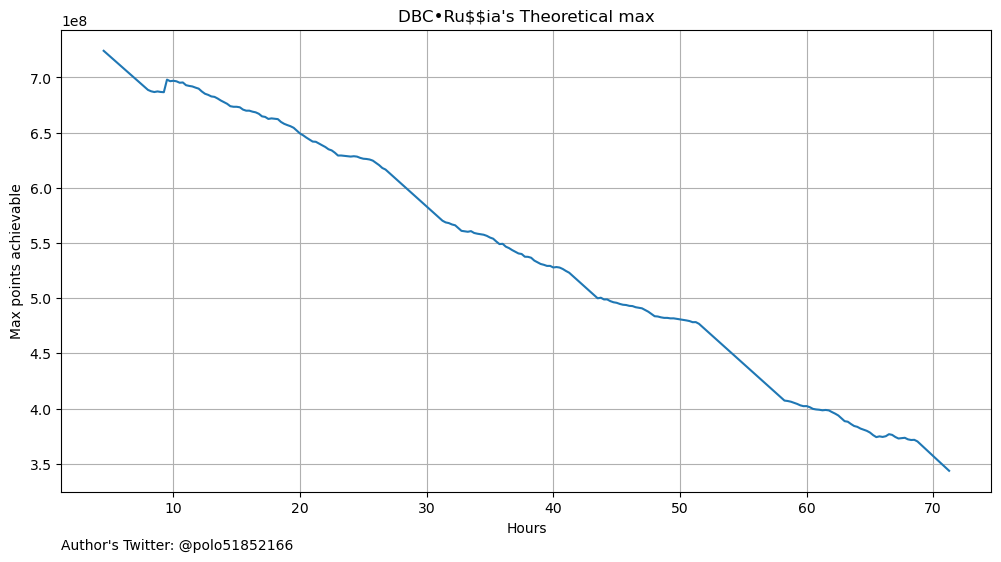 DBC•Ru$$ia's Theoretical max
1e8
7.0
6.5
6.0
5.5
5.0
4.5
4.0
3.5
Max points achievable
10 20 30 40 50 60 70
Hours
Author's Twitter: @polo51852166